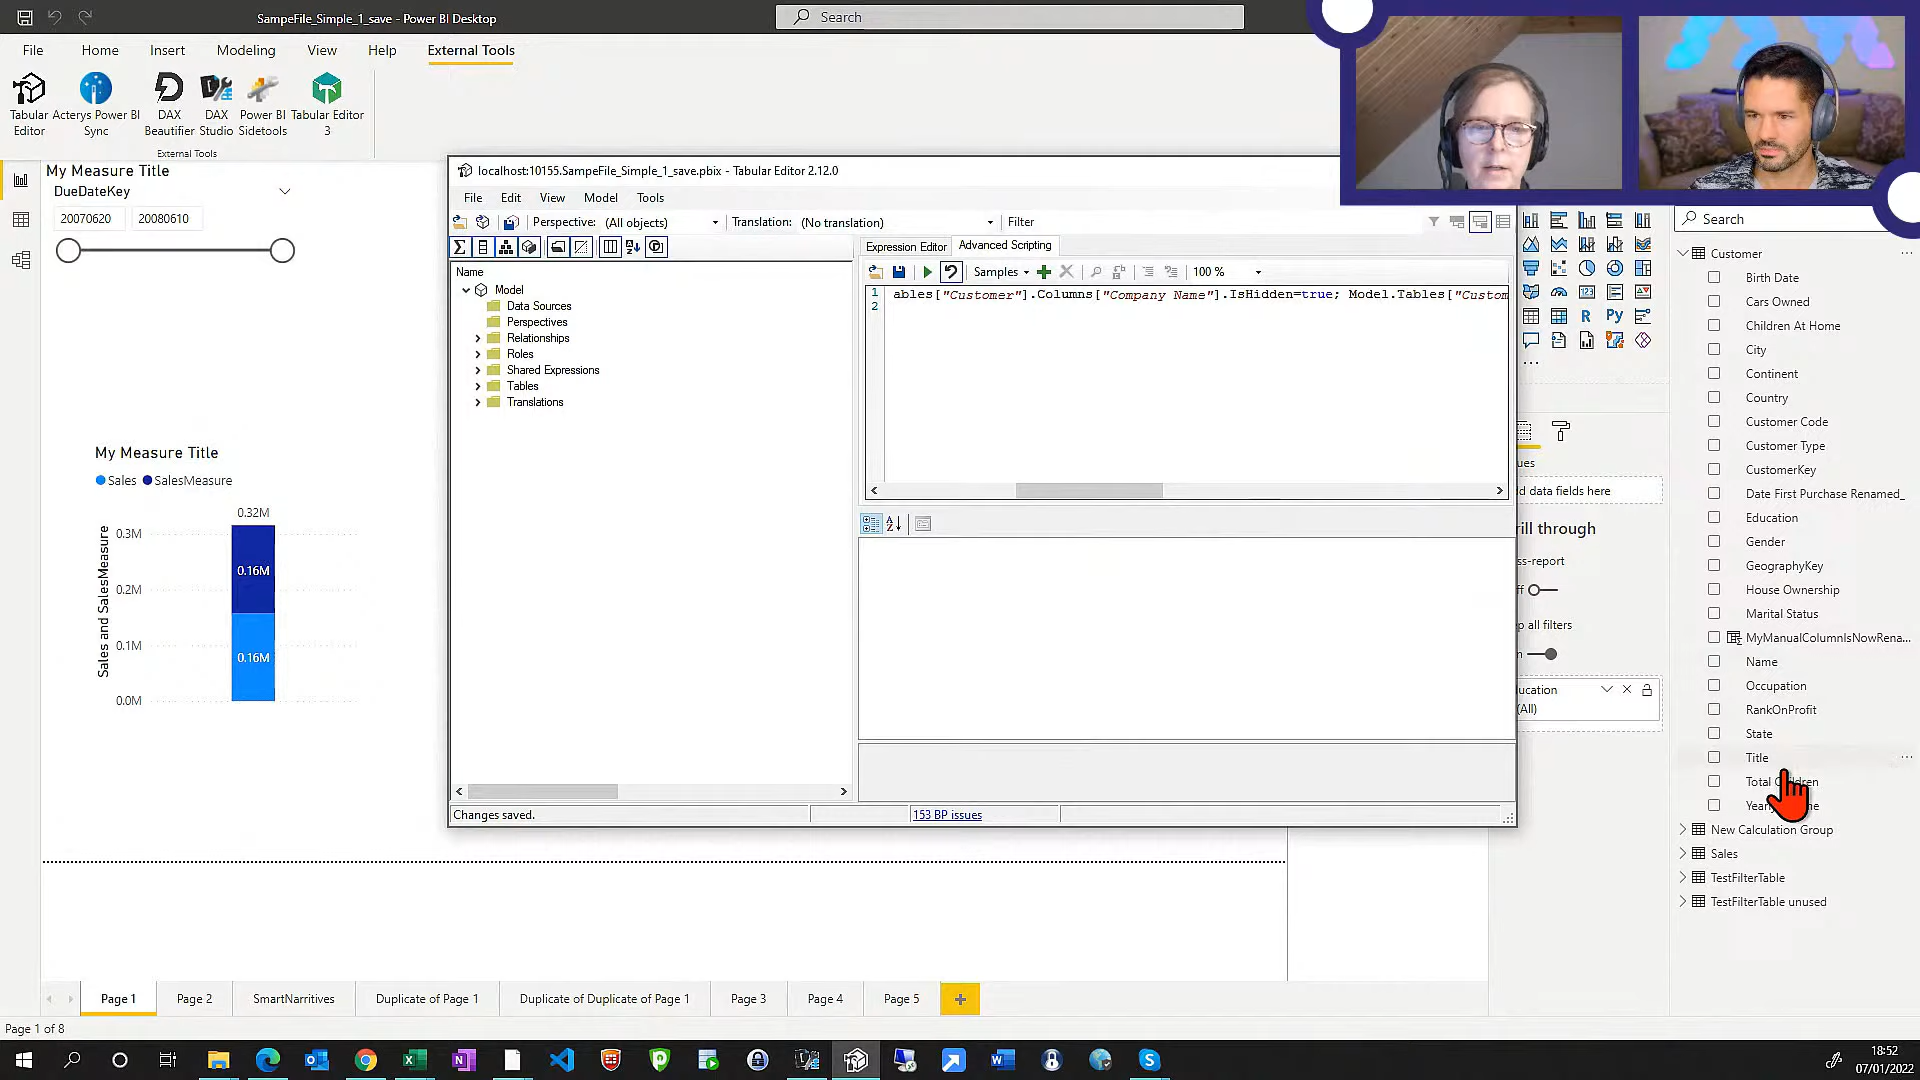 SampeFile_Simple_1_save - Power BI Desktop
Search
File
Home
Insert
Modeling
View
Help
External Tools
Tabular Editor
Acterys Power BI Sync
DAX Beautifier
DAX Studio
Power BI Sidetools
Tabular Editor 3
External Tools
My Measure Title
DueDateKey
20070620
20080610
My Measure Title
Sales
SalesMeasure
0.32M
0.3M
0.2M
0.1M
0.0M
0.16M
0.16M
Sales and SalesMeasure
localhost:10155.SampeFile_Simple_1_save.pbix - Tabular Editor 2.12.0
File
Edit
View
Model
Tools
Perspective: (All objects)
Translation: (No translation)
Filter
Name
Model
Data Sources
Perspectives
Relationships
Roles
Shared Expressions
Tables
Translations
Expression Editor
Advanced Scripting
Samples
100 %
1
ables["Customer"].Columns["Company Name"].IsHidden=true; Model.Tables["Custom
2
Changes saved.
153 BP issues
R
Py
ues
d data fields here
rill through
ss-report
ff
p all filters
n
ucation
(All)
Search
Customer
Birth Date
Cars Owned
Children At Home
City
Continent
Country
Customer Code
Customer Type
CustomerKey
Date First Purchase Renamed_
Education
Gender
GeographyKey
House Ownership
Marital Status
MyManualColumnIsNowRena...
Name
Occupation
RankOnProfit
State
Title
Total Children
New Calculation Group
Sales
TestFilterTable
TestFilterTable unused
Page 1
Page 2
SmartNarritives
Duplicate of Page 1
Duplicate of Duplicate of Page 1
Page 3
Page 4
Page 5
Page 1 of 8
18:52
07/01/2022